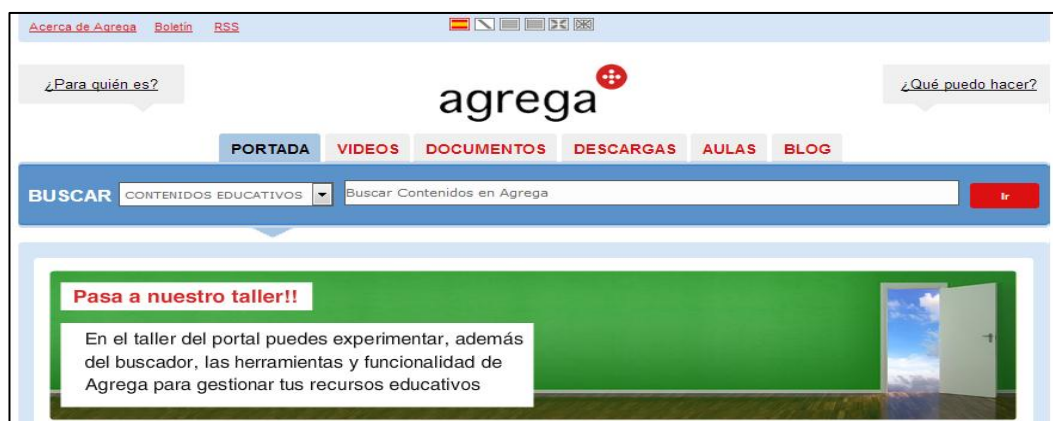 Acerca de Agrega Boletín RSS
¿Para quién es?
agrega
¿Qué puedo hacer?
PORTADA VIDEOS DOCUMENTOS DESCARGAS AULAS BLOG
BUSCAR CONTENIDOS EDUCATIVOS Buscar Contenidos en Agrega Ir
Pasa a nuestro taller!!
En el taller del portal puedes experimentar, además
del buscador, las herramientas y funcionalidad de
Agrega para gestionar tus recursos educativos